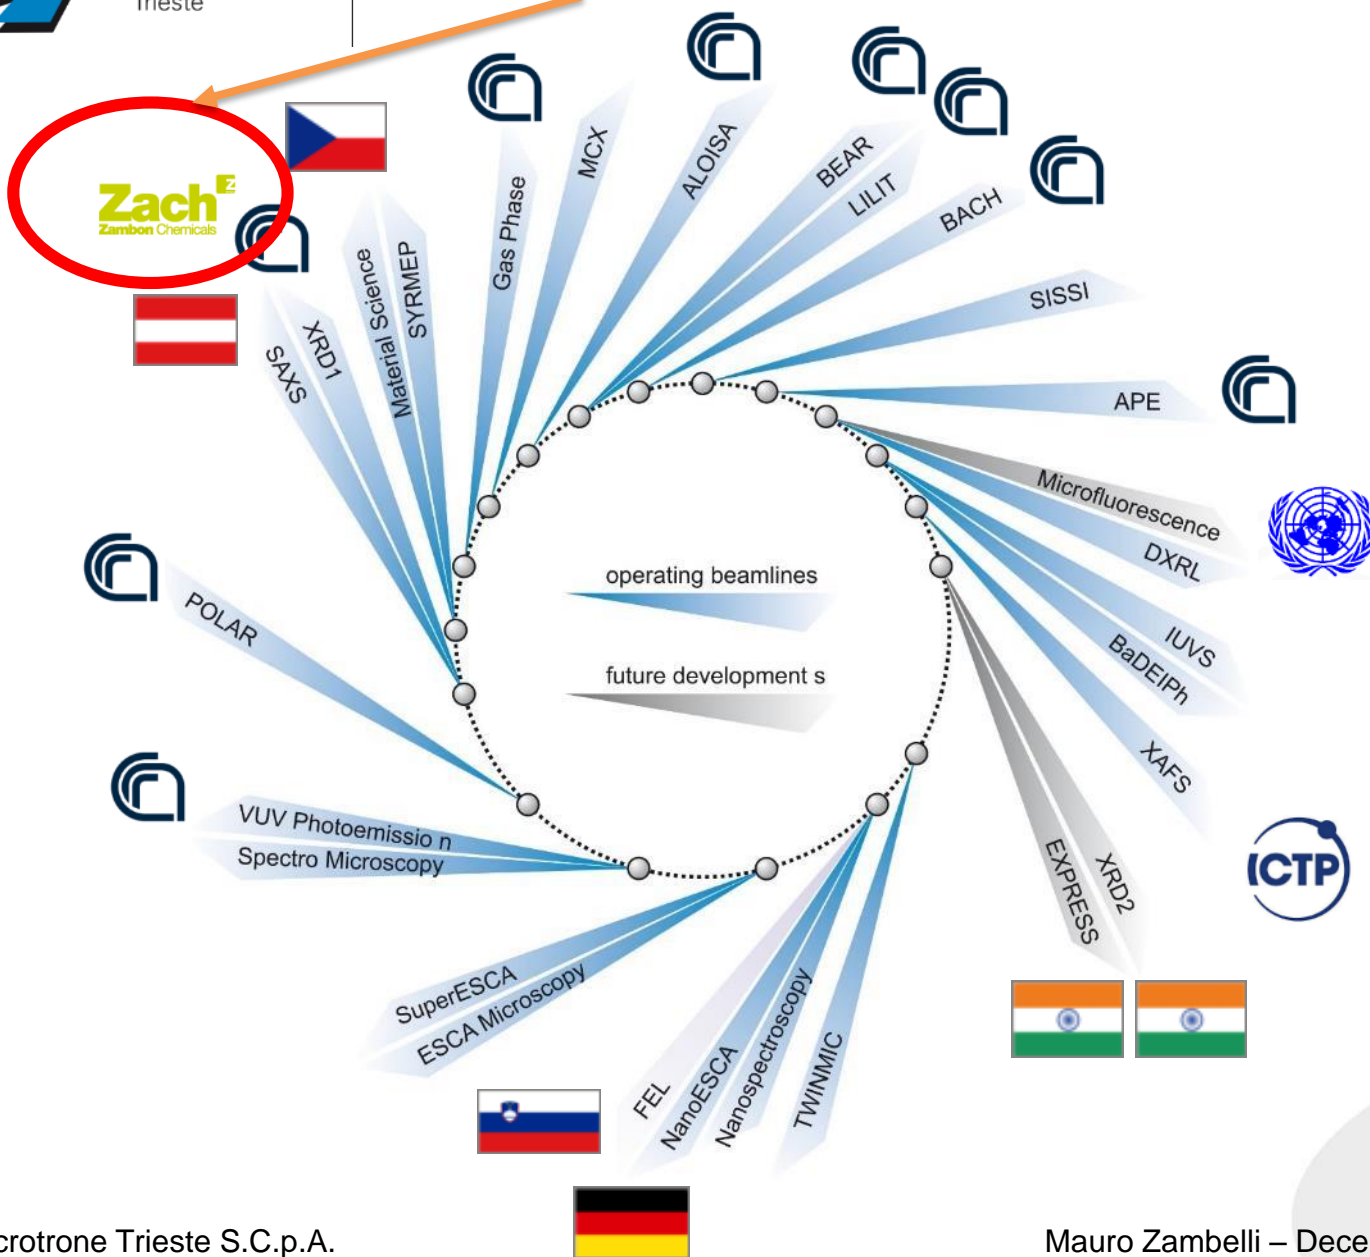 Trieste
Zach
Zambon Chemicals
Gas Phase
MCX
ALOISA
BEAR
LILIT
BACH
SISSI
APE
Microfluorescence
DXRL
IUVS
BaDEIPh
XAFS
XRD2
EXPRESS
TWINMIC
Nanospectroscopy
NanoESCA
FEL
ESCA Microscopy
SuperESCA
Spectro Microscopy
VUV Photoemissio n
POLAR
SAXS
XRD1
Material Science
SYRMEP
operating beamlines
future development s
ICTP
crotrone Trieste S.C.p.A.
Mauro Zambelli – Dece